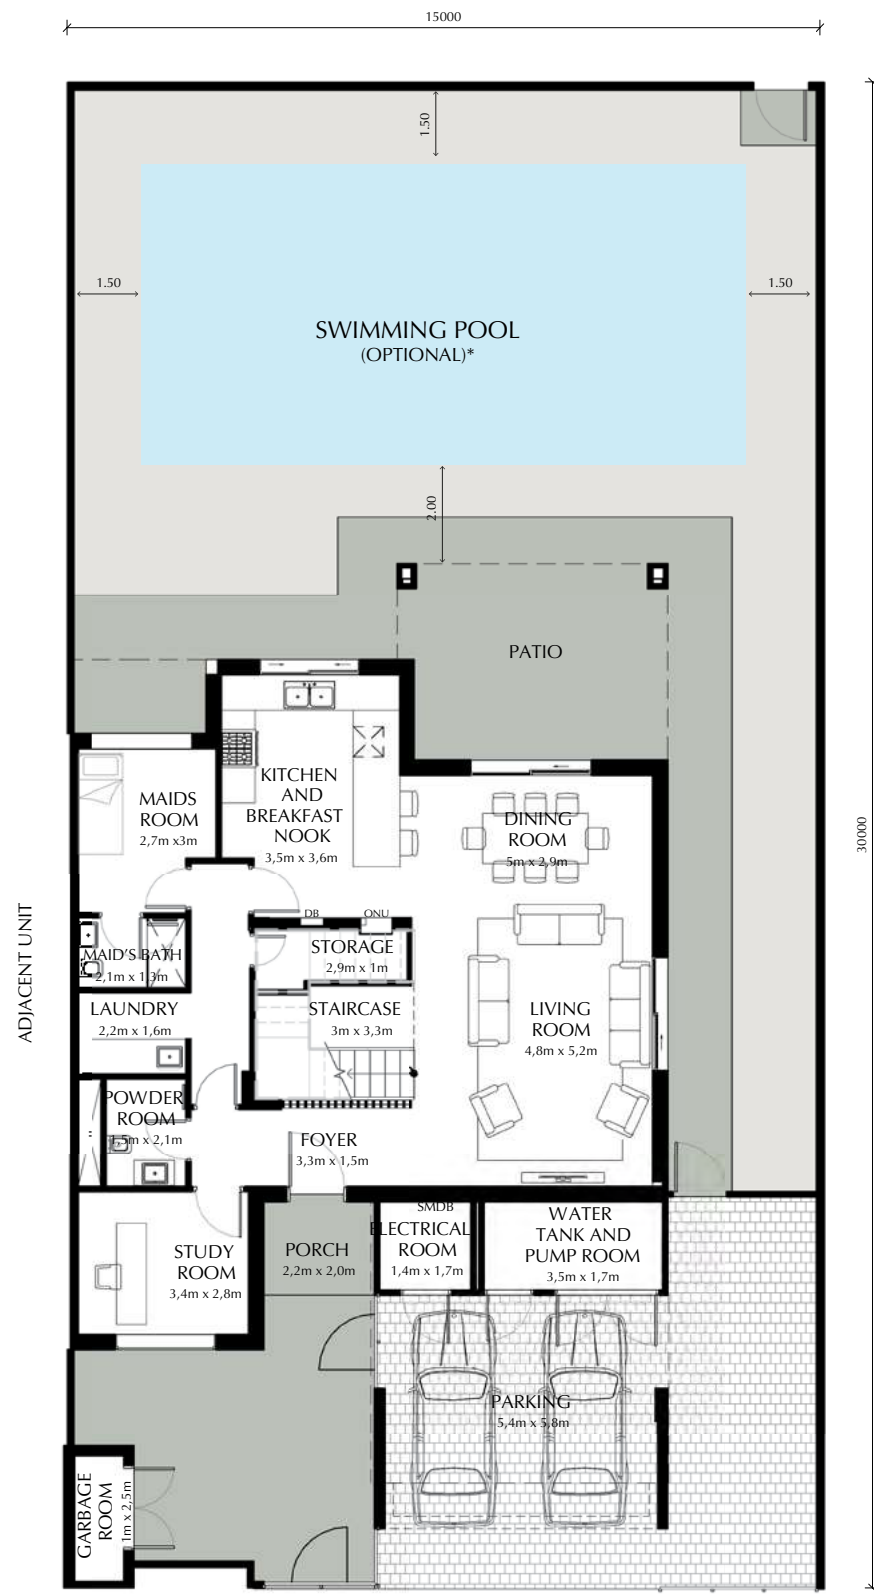 15000
1.50
1.50
1.50
SWIMMING POOL
(OPTIONAL)*
2.00
PATIO
30000
ADJACENT UNIT
KITCHEN
AND
BREAKFAST
NOOK
3,5m x 3,6m
MAIDS
ROOM
2,7m x3m
DINING
ROOM
5m x 2,9m
DB
ONU
STORAGE
2,9m x 1m
MAID'S BATH
2,1m x 1,3m
LAUNDRY
2,2m x 1,6m
STAIRCASE
3m x 3,3m
LIVING
ROOM
4,8m x 5,2m
POWDER
ROOM
1,5m x 2,1m
FOYER
3,3m x 1,5m
STUDY
ROOM
3,4m x 2,8m
PORCH
2,2m x 2,0m
SMDB
ELECTRICAL
ROOM
1,4m x 1,7m
WATER
TANK AND
PUMP ROOM
3,5m x 1,7m
PARKING
5,4m x 5,8m
GARBAGE
ROOM
1m x 2,5m